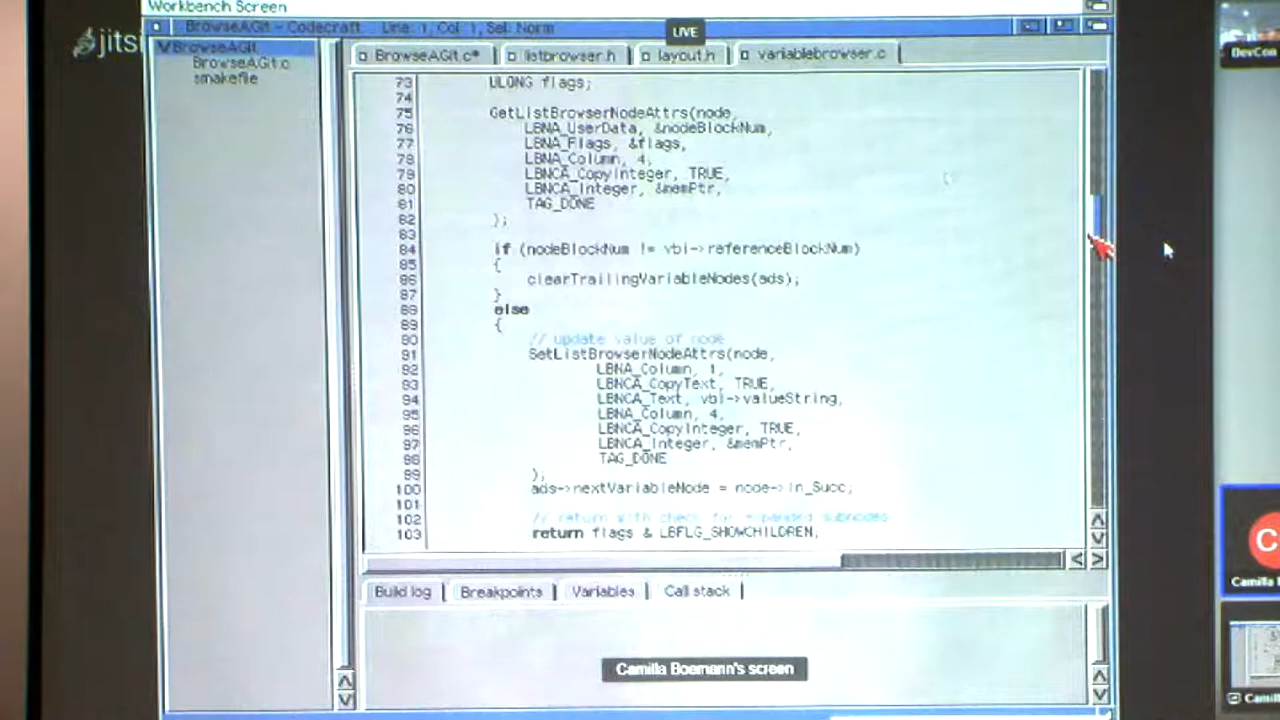 Workbench Screen
BrowseAGit - Codecraft Line: 1, Col: 1, Sel: Norm
LIVE
jitsi
DevCon
BrowseAGit
BrowseAGit.c
smakefile
BrowseAGit.c*
listbrowser.h
layout.h
variablebrowser.c
73 ULONG flags;
74
75 GetListBrowserNodeAttrs(node,
76 LBNA_UserData, &nodeBlockNum,
77 LBNA_Flags, &flags,
78 LBNA_Column, 4,
79 LBNCA_CopyInteger, TRUE,
80 LBNCA_Integer, &memPtr,
81 TAG_DONE
82 );
83
84 if (nodeBlockNum != vbi->referenceBlockNum)
85 {
86 clearTrailingVariableNodes(ads);
87 }
88 else
89 {
90 // update value of node
91 SetListBrowserNodeAttrs(node,
92 LBNA_Column, 1,
93 LBNCA_CopyText, TRUE,
94 LBNCA_Text, vbi->valueString,
95 LBNA_Column, 4,
96 LBNCA_CopyInteger, TRUE,
97 LBNCA_Integer, &memPtr,
98 TAG_DONE
99 );
100 ads->nextVariableNode = node->ln_Succ;
101
102 // return with check for expanded subnodes
103 return flags & LBFLG_SHOWCHILDREN;
Build log
Breakpoints
Variables
Call stack
Camilla Boemann's screen
C
Camilla
Camill